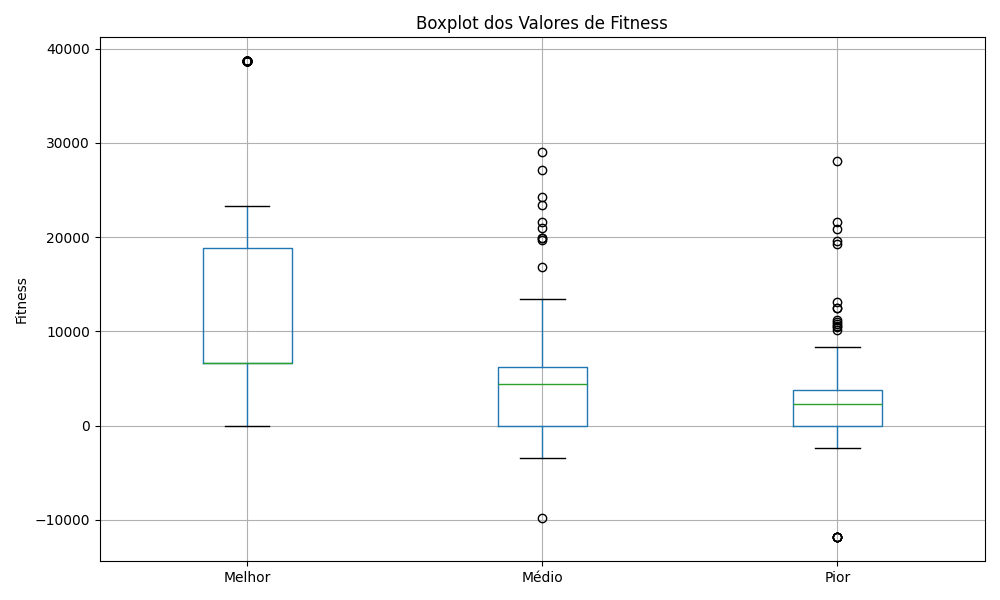 Boxplot dos Valores de Fitness
40000
30000
20000
10000
0
−10000
Fitness
Melhor
Médio
Pior